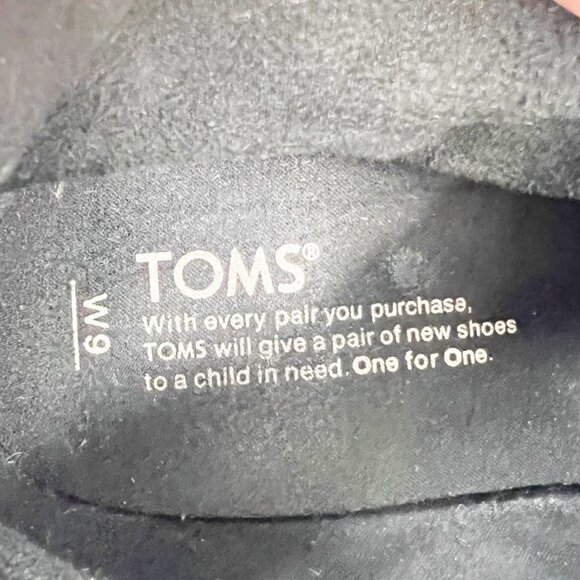 TOMS®
With every pair you purchase,
TOMS will give a pair of new shoes
to a child in need. One for One.
W9